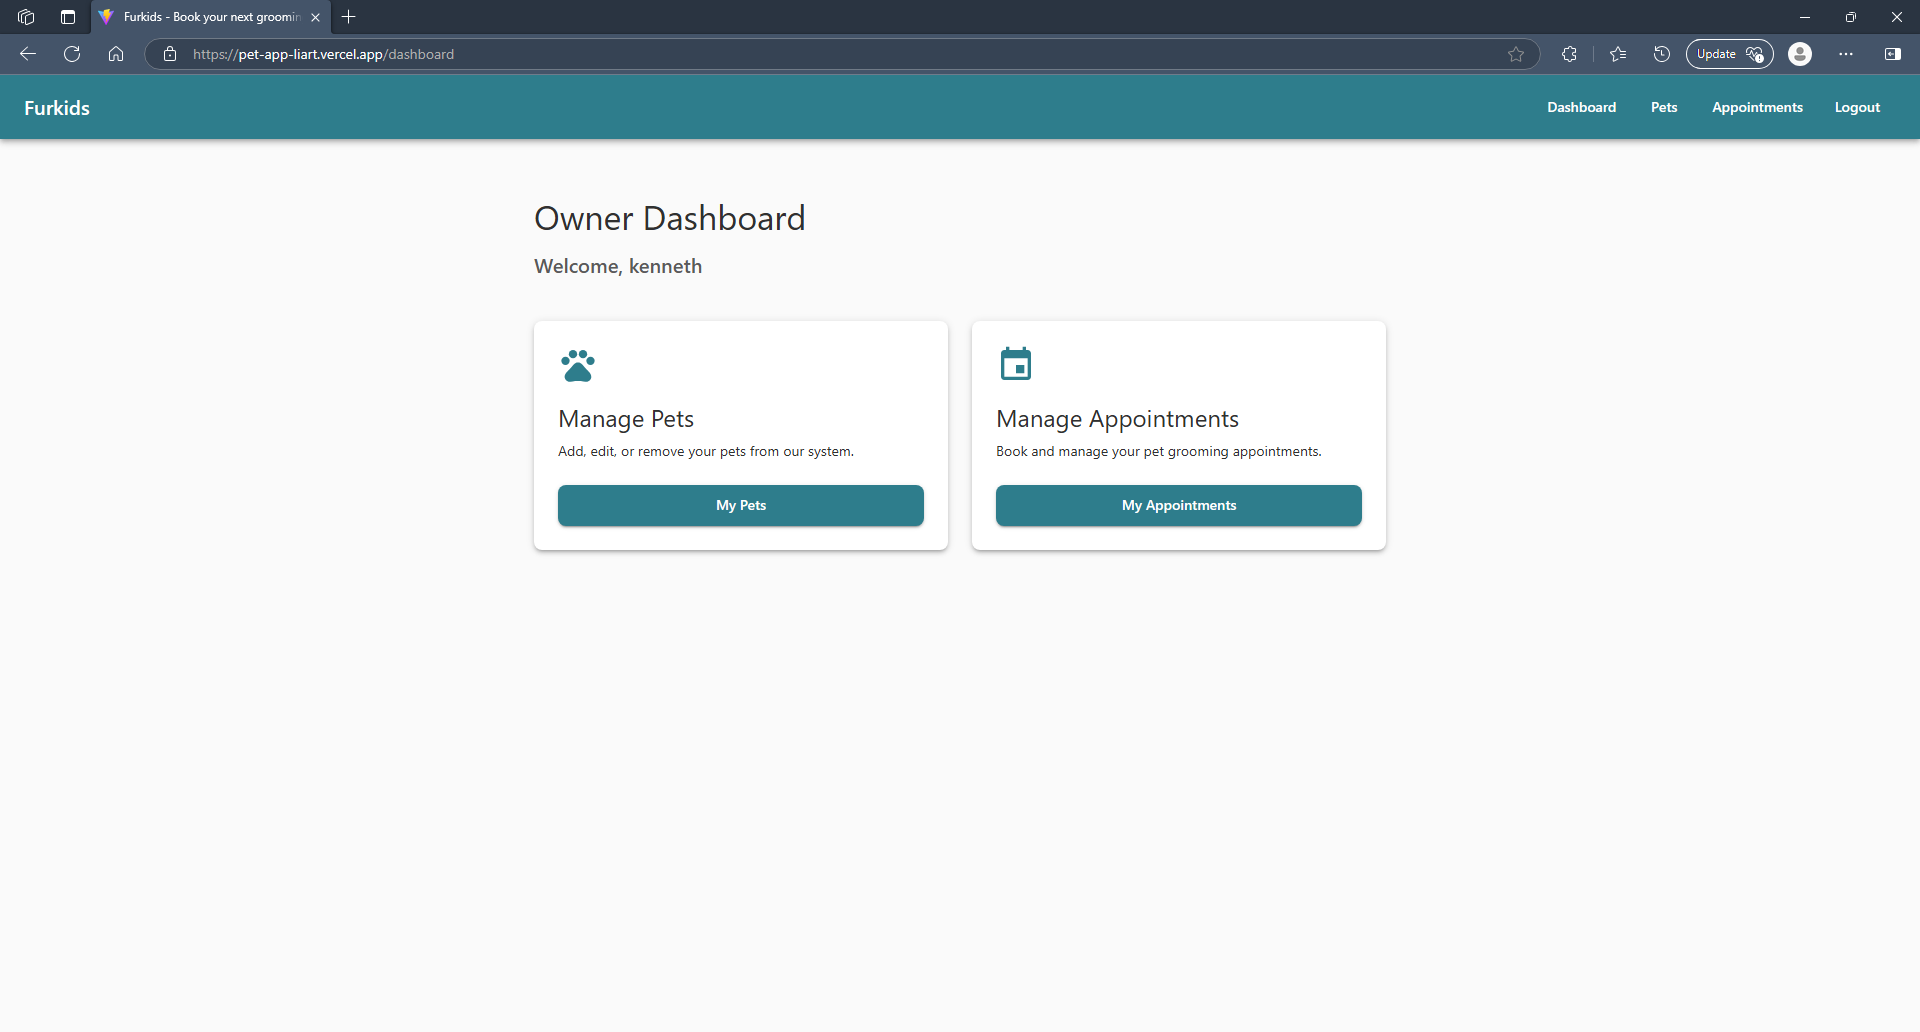 Furkids - Book your next groomin
https://pet-app-liart.vercel.app/dashboard
Update
Furkids
Dashboard
Pets
Appointments
Logout
Owner Dashboard
Welcome, kenneth
Manage Pets
Add, edit, or remove your pets from our system.
My Pets
Manage Appointments
Book and manage your pet grooming appointments.
My Appointments